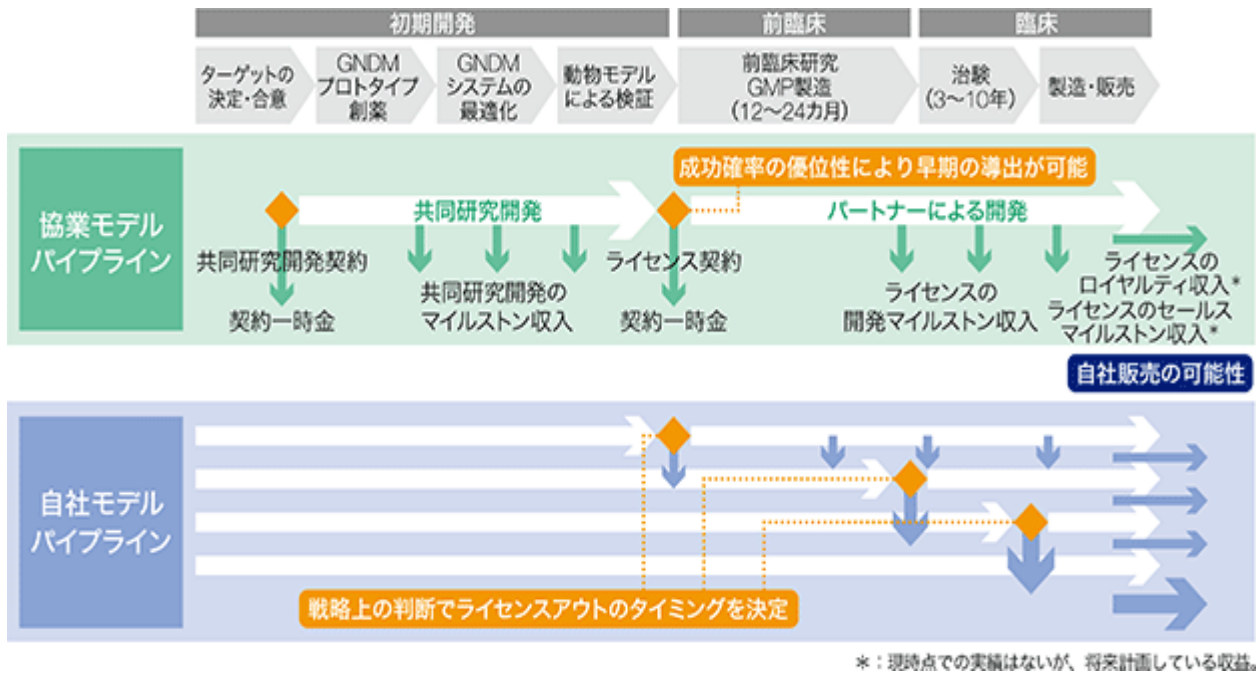 初期開発
前臨床
臨床
ターゲットの
決定・合意
GNDM
プロトタイプ
創薬
GNDM
システムの
最適化
動物モデル
による検証
前臨床研究
GMP製造
(12〜24カ月)
治験
(3〜10年)
製造・販売
協業モデル
パイプライン
成功確率の優位性により早期の導出が可能
共同研究開発
パートナーによる開発
共同研究開発契約
契約一時金
共同研究開発の
マイルストン収入
ライセンス契約
契約一時金
ライセンスの
開発マイルストン収入
ライセンスの
ロイヤルティ収入*
ライセンスのセールス
マイルストン収入*
自社販売の可能性
自社モデル
パイプライン
戦略上の判断でライセンスアウトのタイミングを決定
*：現時点での実績はないが、将来計画している収益。